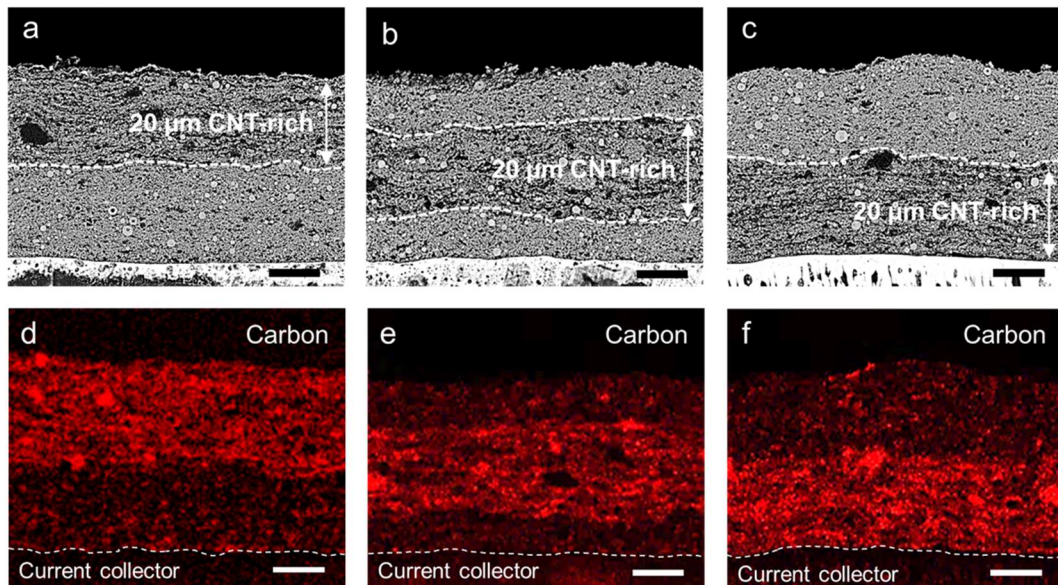 a
20 µm CNT-rich
b
20 µm CNT-rich
c
20 µm CNT-rich
d
Carbon
Current collector
e
Carbon
Current collector
f
Carbon
Current collector